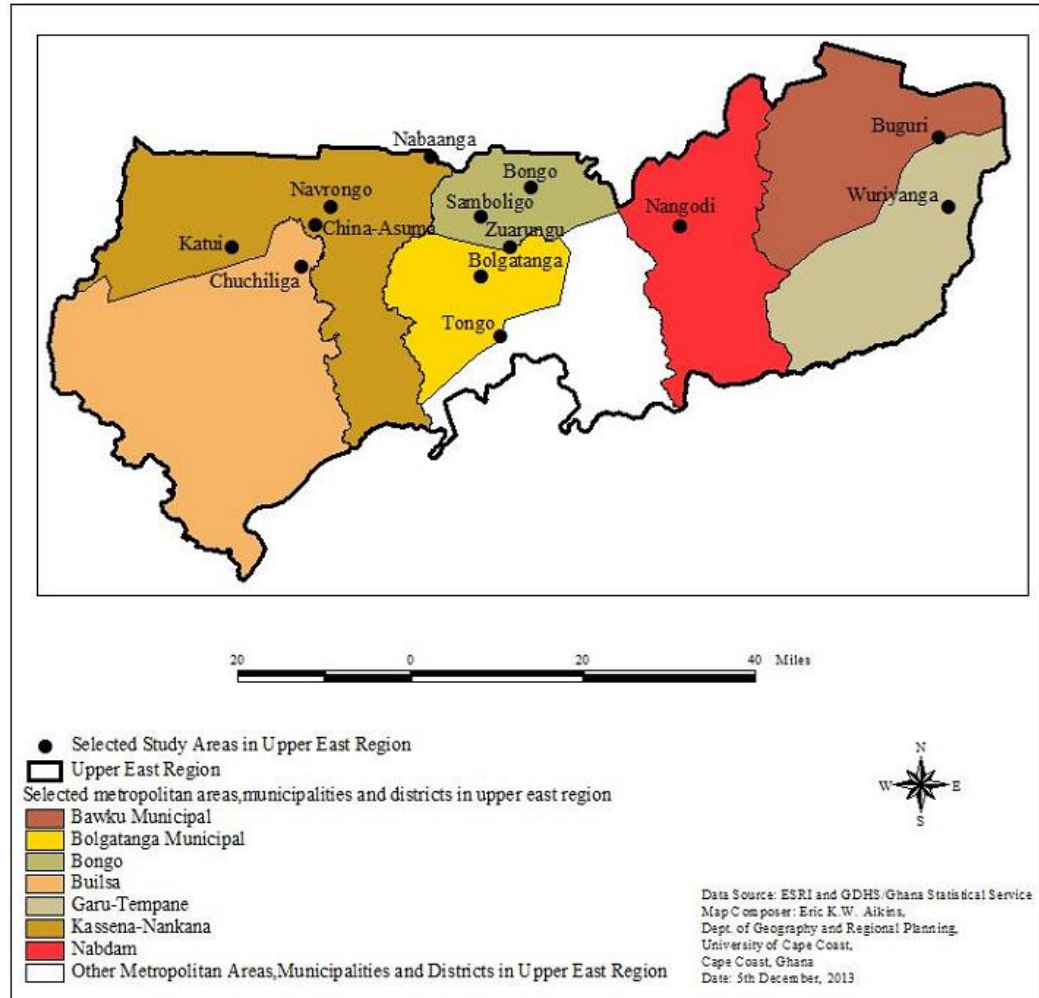 Nabaanga
Buguri
Bongo
Navrongo
Samboligo
Wuriyanga
Nangodi
China-Asuma
Zuarungu
Katui
Bolgatanga
Chuchiliga
Tongo
20 0 20 40 Miles
Selected Study Areas in Upper East Region
Upper East Region
Selected metropolitan areas,municipalities and districts in upper east region
Bawku Municipal
Bolgatanga Municipal
Bongo
Builsa
Garu-Tempane
Kassena-Nankana
Nabdam
Other Metropolitan Areas,Municipalities and Districts in Upper East Region
N
W E
S
Data Source: ESRI and GDHS/Ghana Statistical Service
Map Composer: Eric K.W. Aikins,
Dept. of Geography and Regional Planning,
University of Cape Coast,
Cape Coast, Ghana
Date: 5th December, 2013